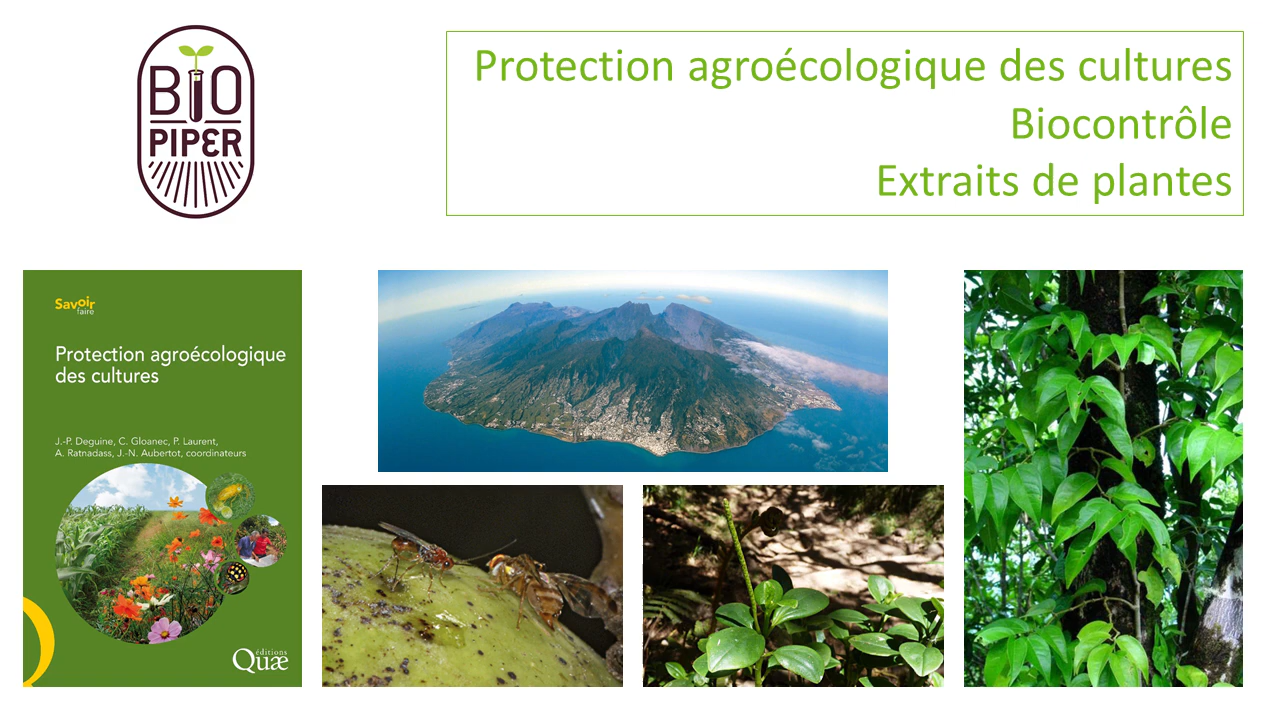 BIO
PIPER
Protection agroécologique des cultures
Biocontrôle
Extraits de plantes
Savoir
faire
Protection agroécologique
des cultures
J.-P. Deguine, C. Gloanec, P. Laurent,
A. Ratnadass, J.-N. Aubertot, coordinateurs
éditions
Quæ